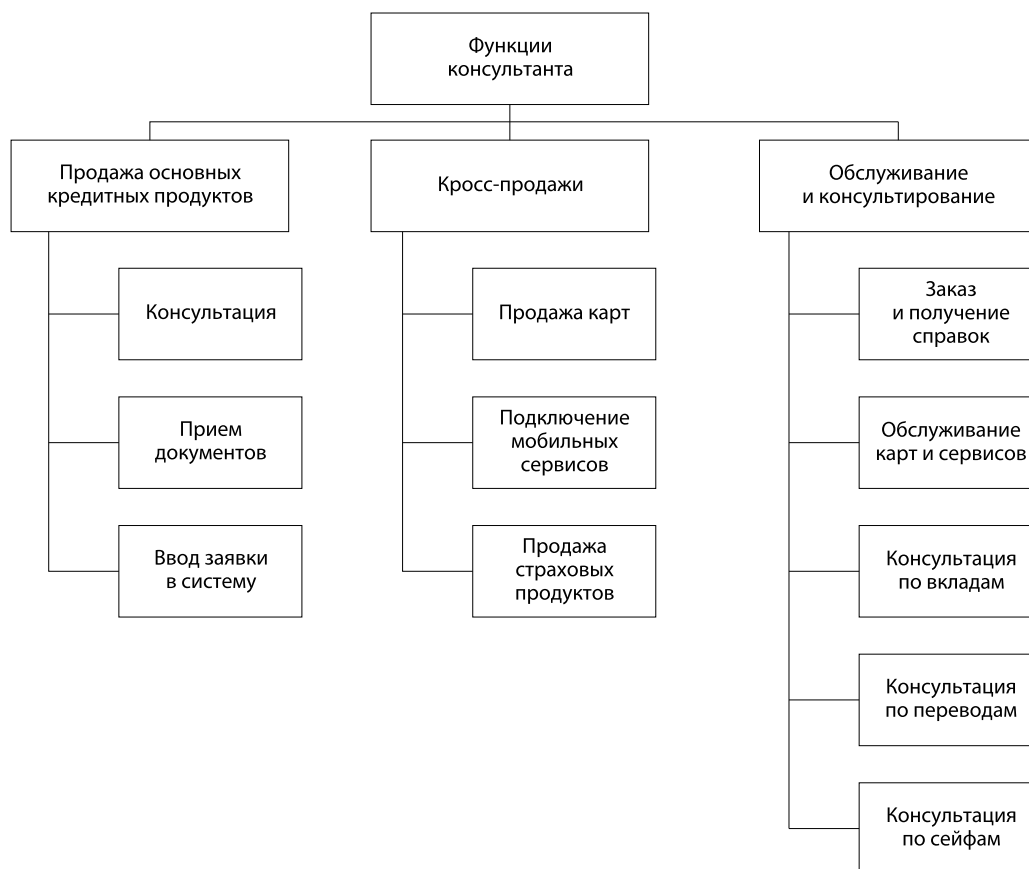 Функции
консультанта
Продажа основных
кредитных продуктов
Консультация
Прием
документов
Ввод заявки
в систему
Кросс-продажи
Продажа карт
Подключение
мобильных
сервисов
Продажа
страховых
продуктов
Обслуживание
и консультирование
Заказ
и получение
справок
Обслуживание
карт и сервисов
Консультация
по вкладам
Консультация
по переводам
Консультация
по сейфам